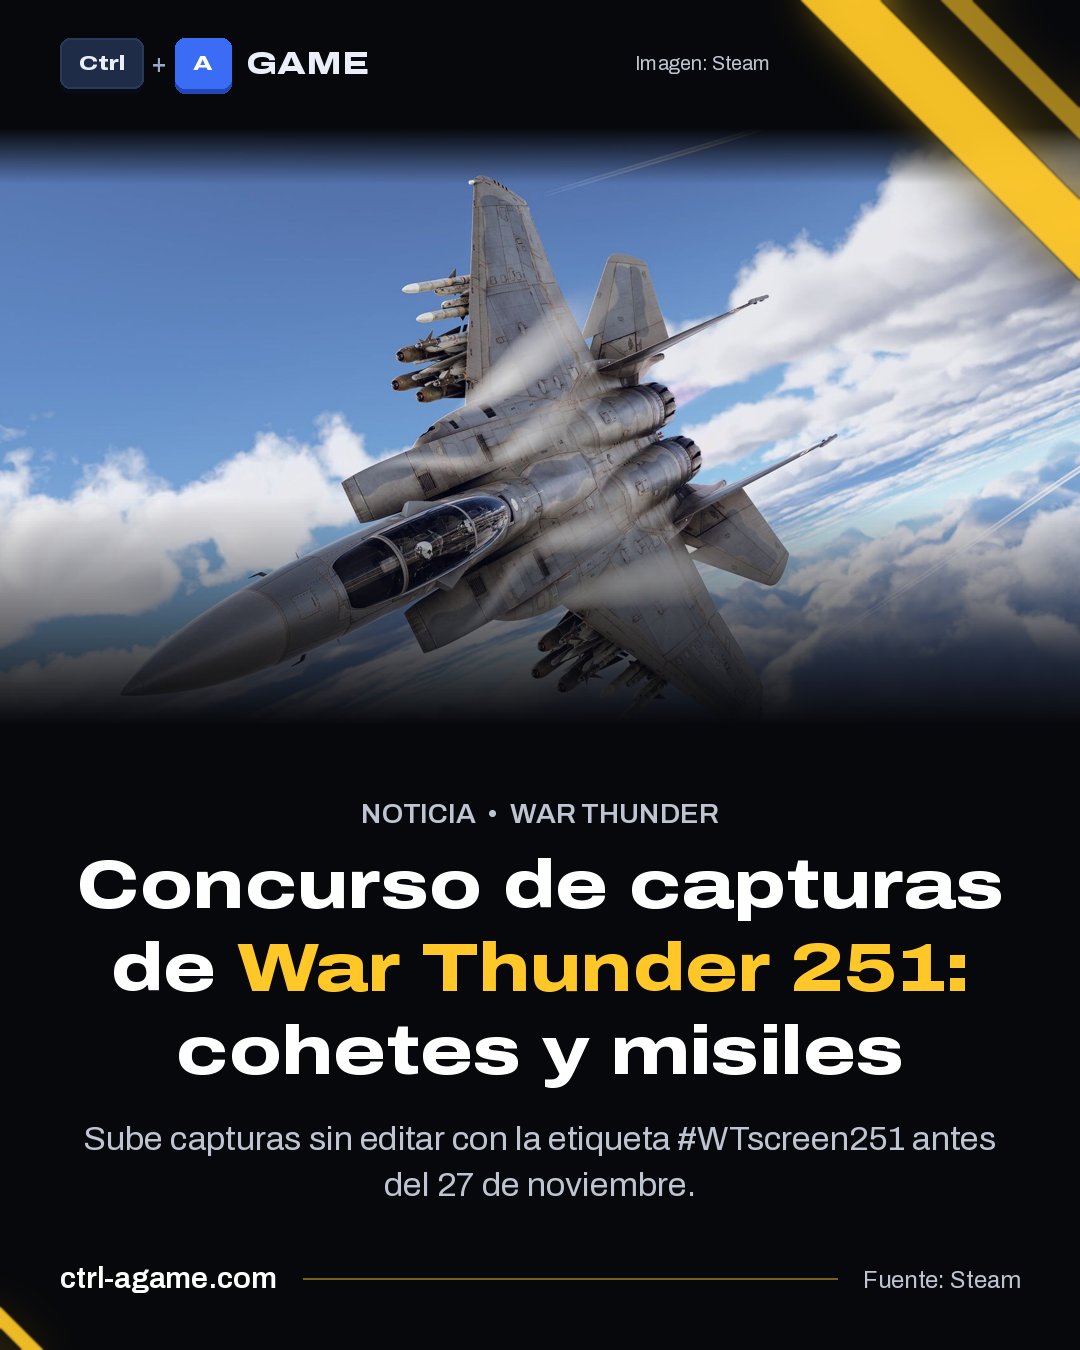 Ctrl + A GAME
Imagen: Steam
NOTICIA • WAR THUNDER
Concurso de capturas
de War Thunder 251:
cohetes y misiles
Sube capturas sin editar con la etiqueta #WTscreen251 antes
del 27 de noviembre.
ctrl-agame.com
Fuente: Steam